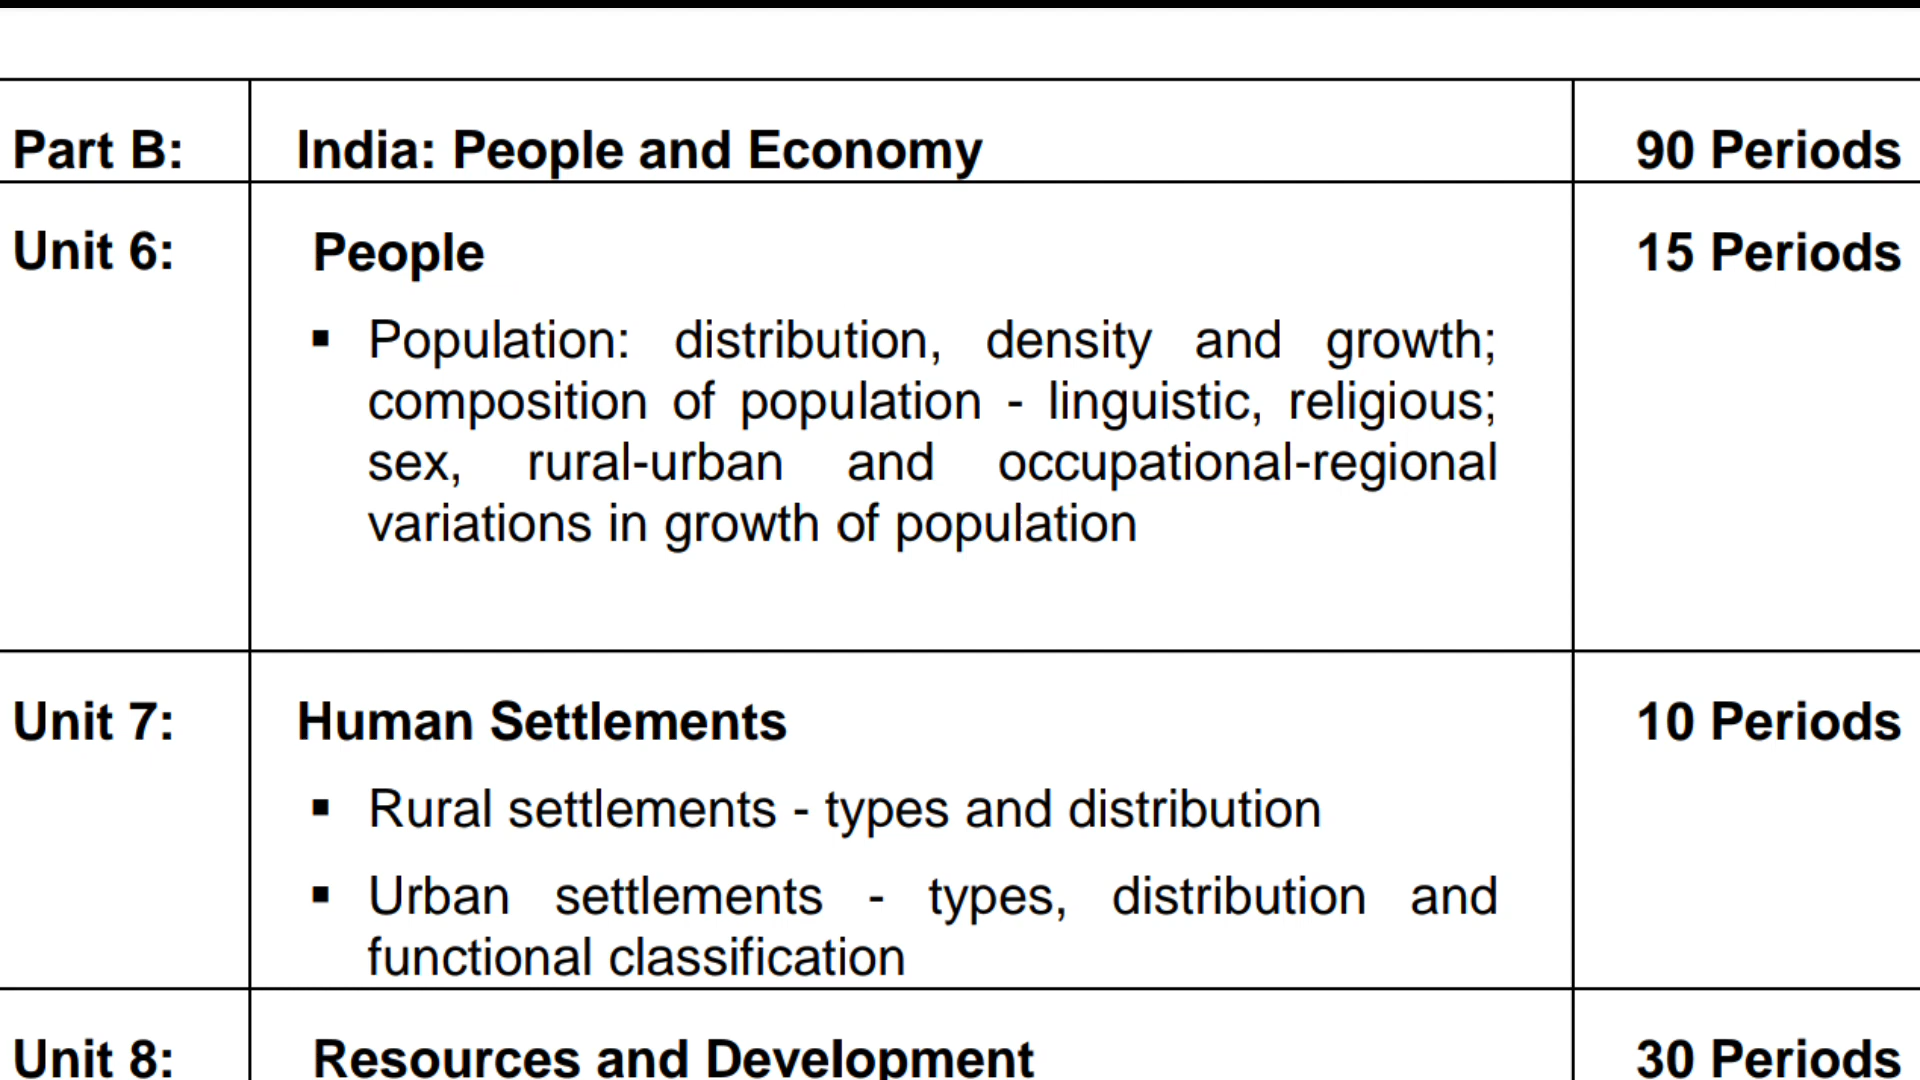 Part B: India: People and Economy 90 Periods
Unit 6: People 15 Periods
▪ Population: distribution, density and growth;
composition of population - linguistic, religious;
sex, rural-urban and occupational-regional
variations in growth of population
Unit 7: Human Settlements 10 Periods
▪ Rural settlements - types and distribution
▪ Urban settlements - types, distribution and
functional classification
Unit 8: Resources and Development 30 Periods